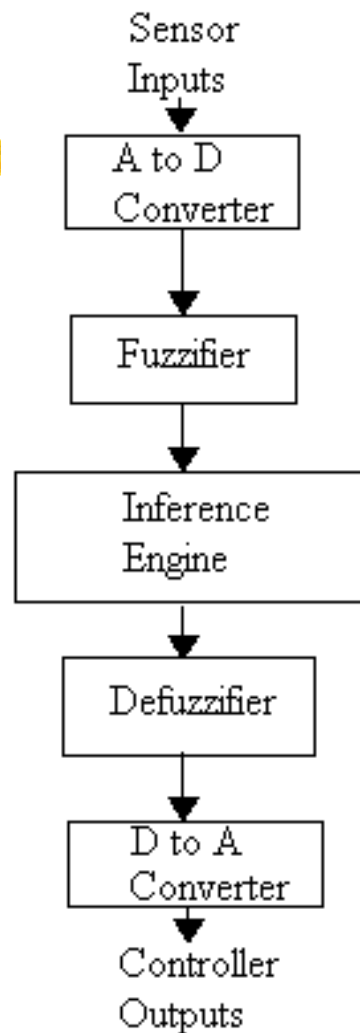 Sensor
Inputs
A to D
Converter
Fuzzifier
Inference
Engine
Defuzzifier
D to A
Converter
Controller
Outputs